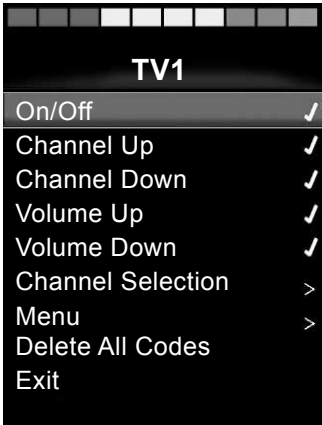 TV1
On/Off
Channel Up
Channel Down
Volume Up
Volume Down
Channel Selection >
Menu >
Delete All Codes
Exit